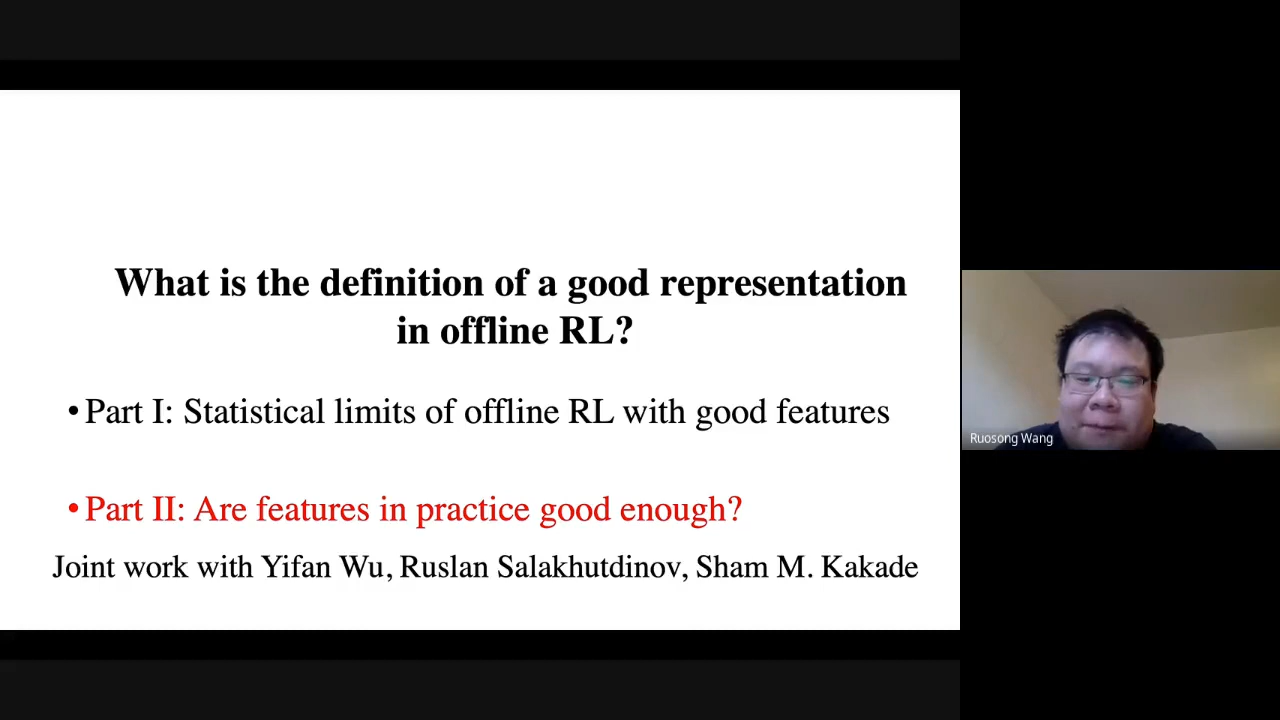 What is the definition of a good representation
in offline RL?
• Part I: Statistical limits of offline RL with good features
• Part II: Are features in practice good enough?
Joint work with Yifan Wu, Ruslan Salakhutdinov, Sham M. Kakade
Ruosong Wang